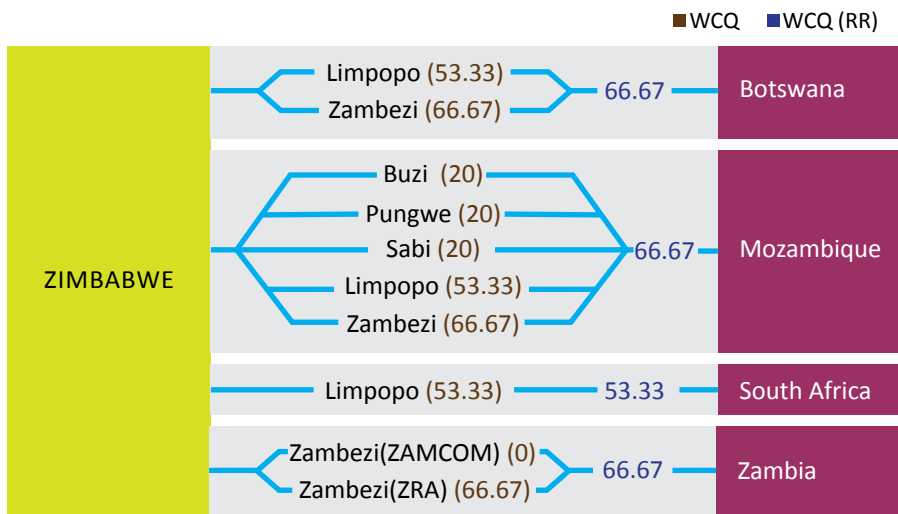 WCQ WCQ (RR)
ZIMBABWE
Limpopo (53.33)
Zambezi (66.67)
66.67
Botswana
Buzi (20)
Pungwe (20)
Sabi (20)
Limpopo (53.33)
Zambezi (66.67)
66.67
Mozambique
Limpopo (53.33)
53.33
South Africa
Zambezi(ZAMCOM) (0)
Zambezi(ZRA) (66.67)
66.67
Zambia